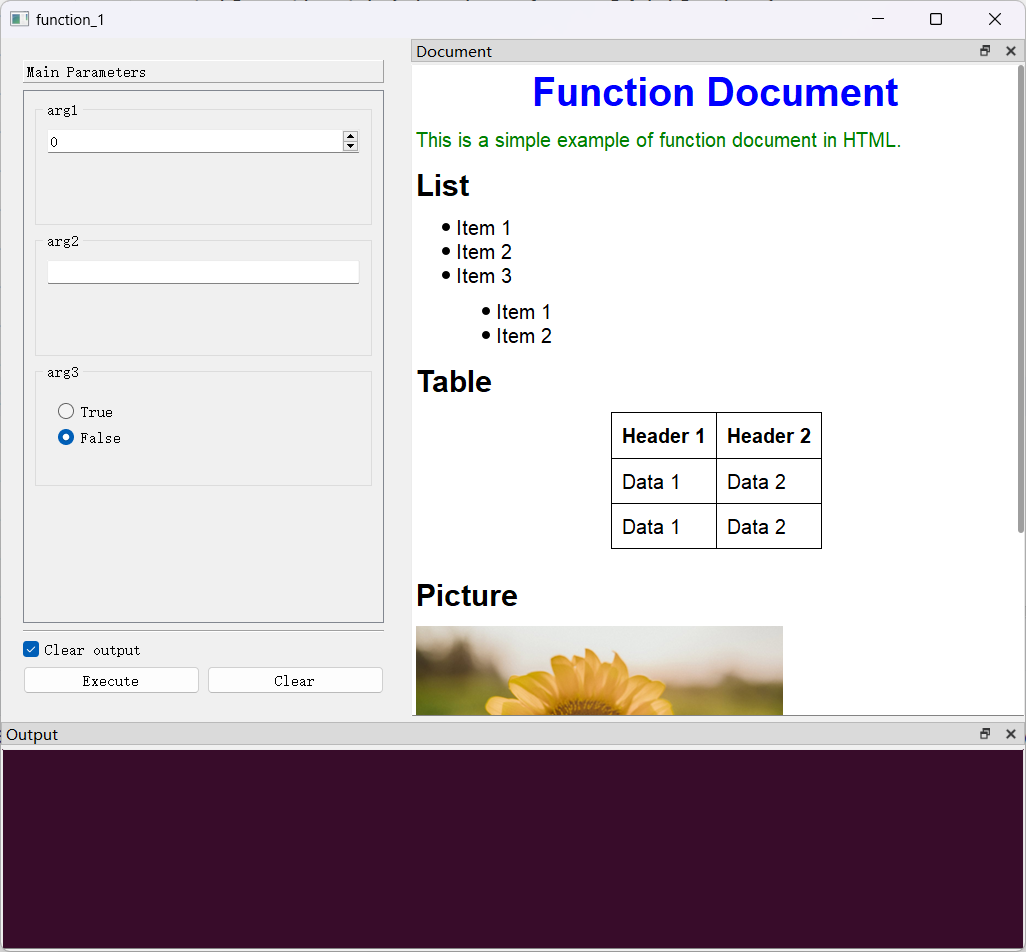 function_1
Main Parameters
arg1
0
arg2
arg3
True
False
Clear output
Execute Clear
Document
Function Document
This is a simple example of function document in HTML.
List
Item 1
Item 2
Item 3
Item 1
Item 2
Table
Header 1 Header 2
Data 1 Data 2
Data 1 Data 2
Picture
Output